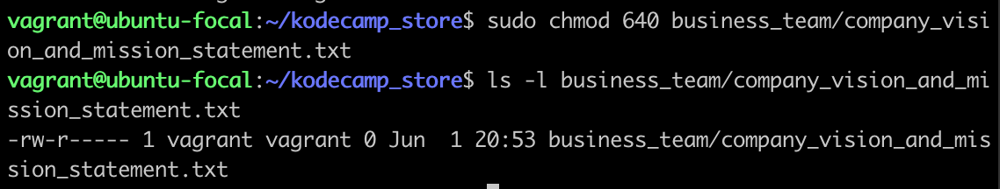 vagrant@ubuntu-focal:~/kodecamp_store$ sudo chmod 640 business_team/company_visi
on_and_mission_statement.txt
vagrant@ubuntu-focal:~/kodecamp_store$ ls -l business_team/company_vision_and_mi
ssion_statement.txt
-rw-r----- 1 vagrant vagrant 0 Jun  1 20:53 business_team/company_vision_and_mis
sion_statement.txt